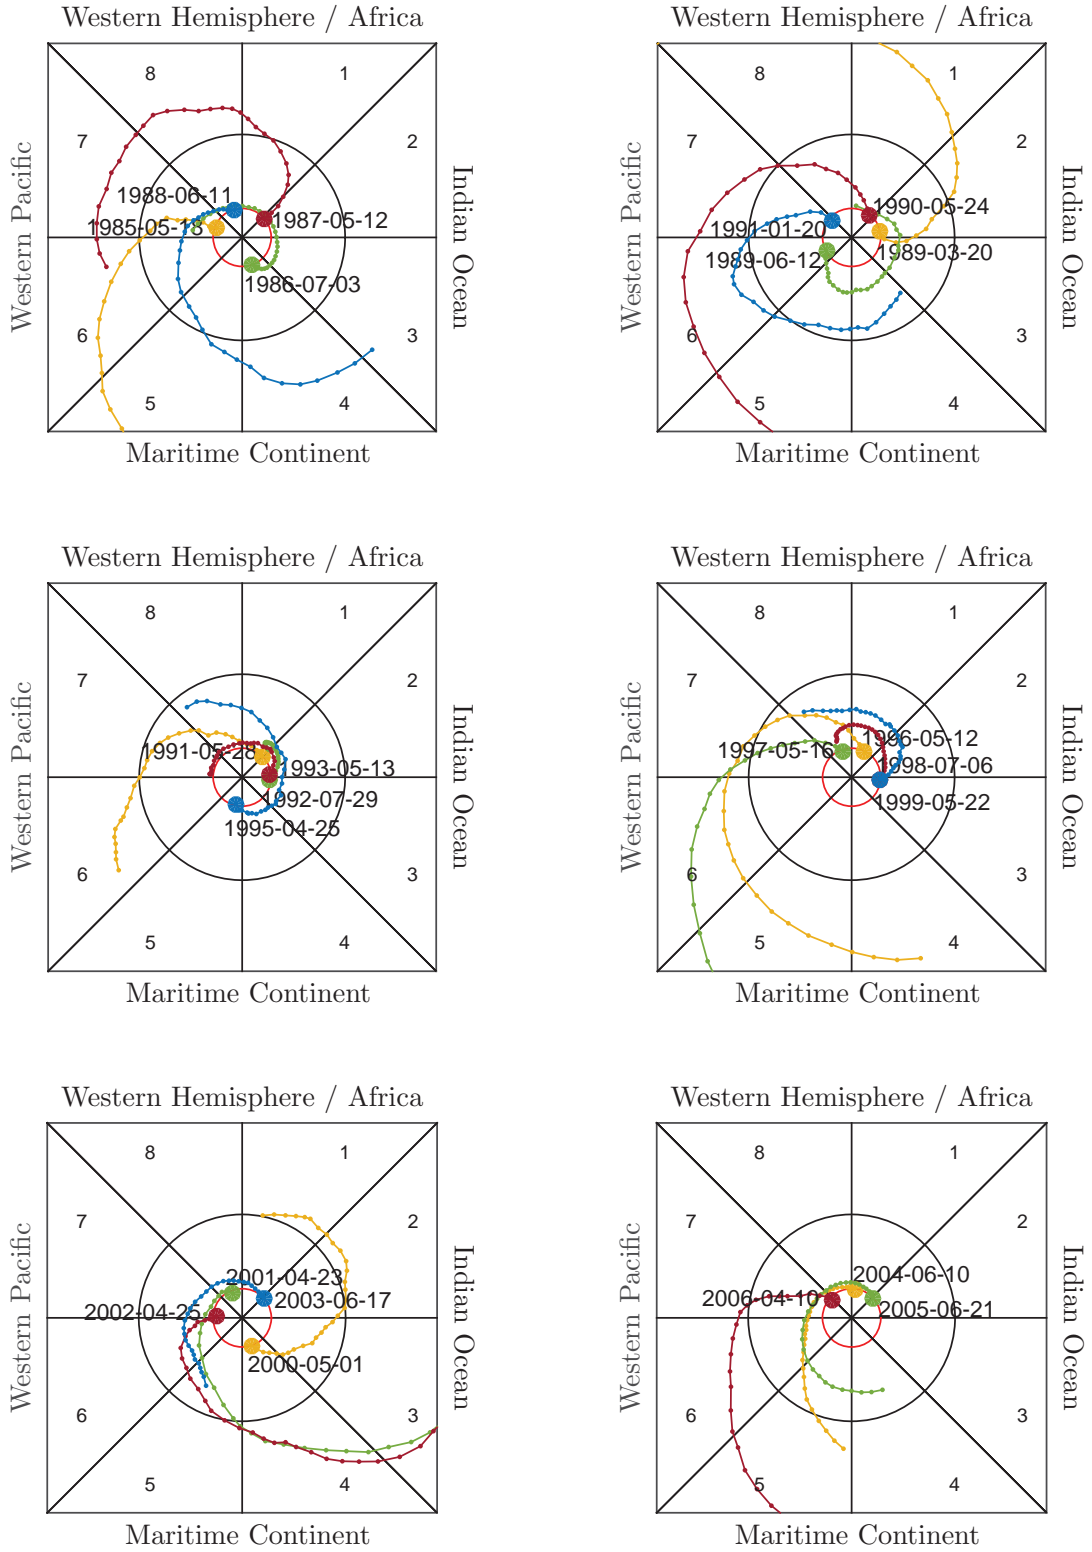 Western Hemisphere / Africa
8
1
7
2
Western Pacific
Indian Ocean
1988-06-11
1987-05-12
1985-05-13
1986-07-03
6
3
5
4
Maritime Continent
Western Hemisphere / Africa
8
1
7
2
Western Pacific
Indian Ocean
1990-05-24
1991-01-20
1989-03-20
1989-06-12
6
3
5
4
Maritime Continent
Western Hemisphere / Africa
8
1
7
2
Western Pacific
Indian Ocean
1991-05-28
1993-05-13
1992-07-29
1995-04-25
6
3
5
4
Maritime Continent
Western Hemisphere / Africa
8
1
7
2
Western Pacific
Indian Ocean
1996-05-12
1997-05-16
1998-07-06
1999-05-22
6
3
5
4
Maritime Continent
Western Hemisphere / Africa
8
1
7
2
Western Pacific
Indian Ocean
2001-04-23
2003-06-17
2002-04-25
2000-05-01
6
3
5
4
Maritime Continent
Western Hemisphere / Africa
8
1
7
2
Western Pacific
Indian Ocean
2004-06-10
2006-04-10
2005-06-21
6
3
5
4
Maritime Continent